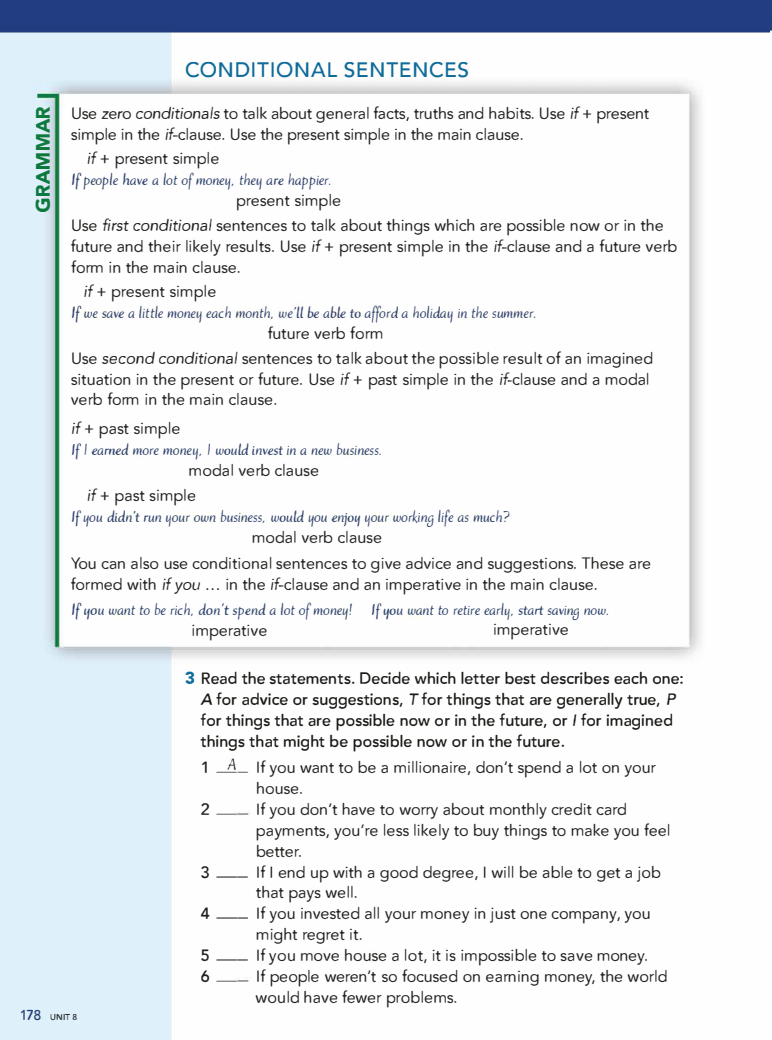 CONDITIONAL SENTENCES
GRAMMAR
Use zero conditionals to talk about general facts, truths and habits. Use if + present
simple in the if-clause. Use the present simple in the main clause.
if + present simple
If people have a lot of money, they are happier.
present simple
Use first conditional sentences to talk about things which are possible now or in the
future and their likely results. Use if + present simple in the if-clause and a future verb
form in the main clause.
if + present simple
If we save a little money each month, we'll be able to afford a holiday in the summer.
future verb form
Use second conditional sentences to talk about the possible result of an imagined
situation in the present or future. Use if + past simple in the if-clause and a modal
verb form in the main clause.
if + past simple
If I earned more money, I would invest in a new business.
modal verb clause
if + past simple
If you didn't run your own business, would you enjoy your working life as much?
modal verb clause
You can also use conditional sentences to give advice and suggestions. These are
formed with if you … in the if-clause and an imperative in the main clause.
If you want to be rich, don't spend a lot of money! If you want to retire early, start saving now.
imperative imperative
3 Read the statements. Decide which letter best describes each one:
A for advice or suggestions, T for things that are generally true, P
for things that are possible now or in the future, or I for imagined
things that might be possible now or in the future.
1 __A__ If you want to be a millionaire, don't spend a lot on your
house.
2 ____ If you don't have to worry about monthly credit card
payments, you're less likely to buy things to make you feel
better.
3 ____ If I end up with a good degree, I will be able to get a job
that pays well.
4 ____ If you invested all your money in just one company, you
might regret it.
5 ____ If you move house a lot, it is impossible to save money.
6 ____ If people weren't so focused on earning money, the world
would have fewer problems.
178 UNIT 8